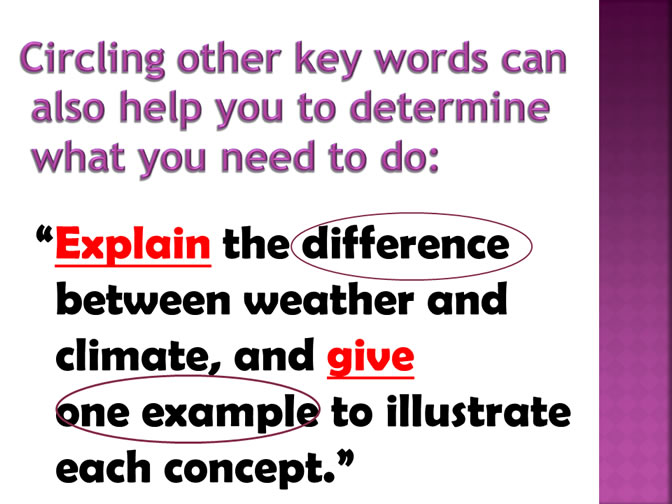 Circling other key words can
also help you to determine
what you need to do:
“Explain the difference
between weather and
climate, and give
one example to illustrate
each concept.”